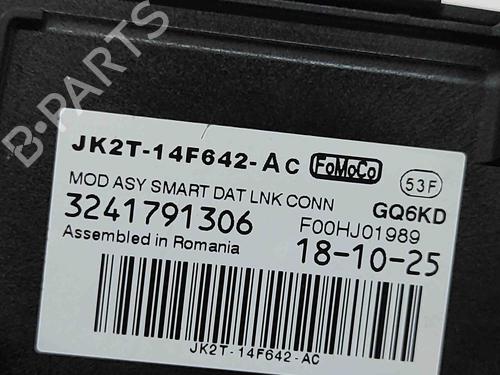 B-PARTS
JK2T-14F642-AC FoMoCo
53F
MOD ASY SMART DAT LNK CONN
GQ6KD
3241791306
F00HJ01989
Assembled in Romania
18-10-25
JK2T-14F642-AC